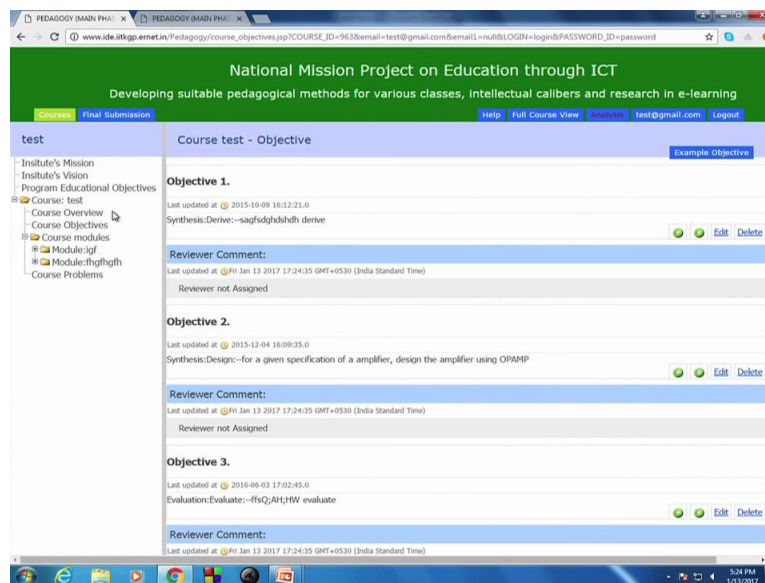 PEDAGOGY (MAIN PHAS
PEDAGOGY (MAIN PHAS
www.ide.iitkgp.ernet.in/Pedagogy/course_objectives.jsp?COURSE_ID=963&email=test@gmail.com&email1=null&LOGIN=login&PASSWORD_ID=password
National Mission Project on Education through ICT
Developing suitable pedagogical methods for various classes, intellectual calibers and research in e-learning
Courses Final Submission Help Full Course View Analysis test@gmail.com Logout
test
Insitute's Mission
Insitute's Vision
Program Educational Objectives
Course: test
Course Overview
Course Objectives
Course modules
Module:igf
Module:fhgfhgfh
Course Problems
Course test - Objective
Example Objective
Objective 1.
Last updated at 2015-10-09 16:12:21.0
Synthesis:Derive:--sagfsdghdshdh derive
Edit Delete
Reviewer Comment:
Last updated at Fri Jan 13 2017 17:24:35 GMT+0530 (India Standard Time)
Reviewer not Assigned
Objective 2.
Last updated at 2015-12-04 16:09:35.0
Synthesis:Design:--for a given specification of a amplifier, design the amplifier using OPAMP
Edit Delete
Reviewer Comment:
Last updated at Fri Jan 13 2017 17:24:35 GMT+0530 (India Standard Time)
Reviewer not Assigned
Objective 3.
Last updated at 2016-06-03 17:02:45.0
Evaluation:Evaluate:--ffsQ;AH;HW evaluate
Edit Delete
Reviewer Comment:
Last updated at Fri Jan 13 2017 17:24:35 GMT+0530 (India Standard Time)
5:24 PM
1/13/2017